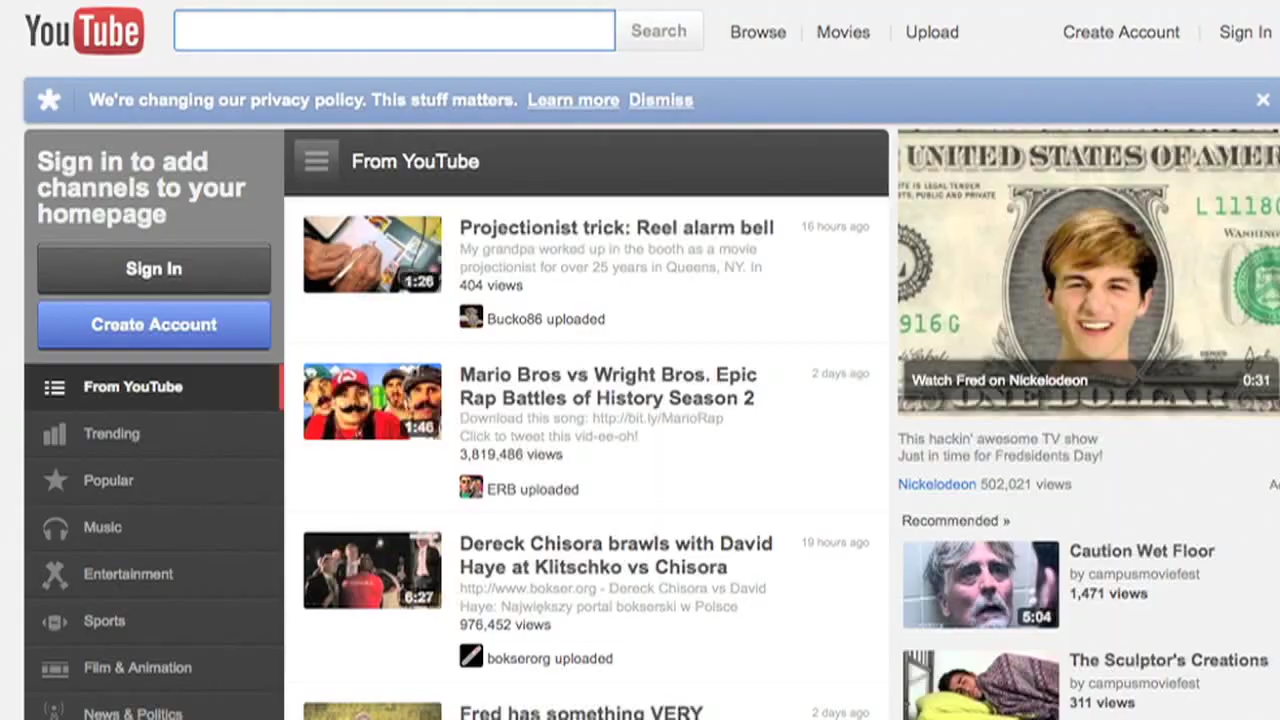 YouTube
Search
Browse
Movies
Upload
Create Account
Sign In
We're changing our privacy policy. This stuff matters. Learn more Dismiss
Sign in to add
channels to your
homepage
Sign In
Create Account
From YouTube
Trending
Popular
Music
Entertainment
Sports
Film & Animation
News & Politics
From YouTube
1:26
Projectionist trick: Reel alarm bell
16 hours ago
My grandpa worked up in the booth as a movie
projectionist for over 25 years in Queens, NY. In
404 views
Bucko86 uploaded
1:46
Mario Bros vs Wright Bros. Epic
Rap Battles of History Season 2
2 days ago
Download this song: http://bit.ly/MarioRap
Click to tweet this vid-ee-oh!
3,819,486 views
ERB uploaded
6:27
Dereck Chisora brawls with David
Haye at Klitschko vs Chisora
19 hours ago
http://www.bokser.org - Dereck Chisora vs David
Haye: Największy portal bokserski w Polsce
976,452 views
bokserorg uploaded
Fred has something VERY
2 days ago
UNITED STATES OF AMER
TE IS LEGAL TENDER
S, PUBLIC AND PRIVATE
L 11180
WASHING
916 G
Watch Fred on Nickelodeon
0:31
ONE DOLLAR
This hackin' awesome TV show
Just in time for Fredsidents Day!
Nickelodeon 502,021 views
Recommended »
5:04
Caution Wet Floor
by campusmoviefest
1,471 views
The Sculptor's Creations
by campusmoviefest
311 views